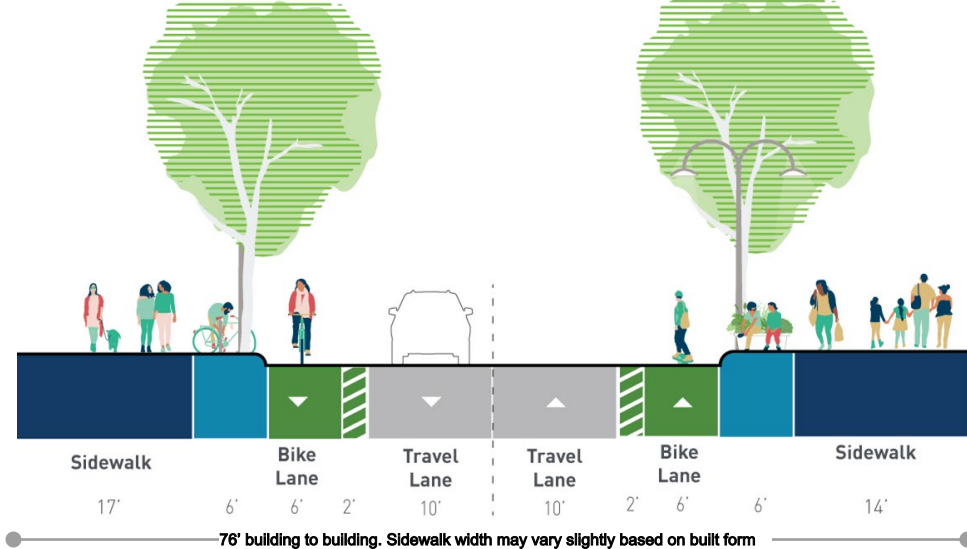 Sidewalk
Bike
Lane
Travel
Lane
Travel
Lane
Bike
Lane
Sidewalk
17' 6' 6' 2' 10' 10' 2' 6' 6' 14'
76' building to building. Sidewalk width may vary slightly based on built form